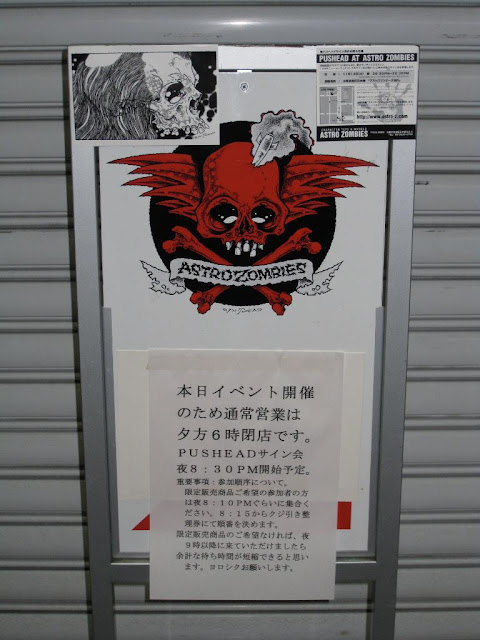 PUSHEAD AT ASTRO ZOMBIES
http://www.astro-z.com
CHARACTER TOYS & MODELS
ASTRO ZOMBIES
ASTRO ZOMBIES
本日イベント開催
のため通常営業は
夕方6時閉店です。
PUSHEADサイン会
夜8:30PM開始予定。
重要事項:参加順序について、
限定販売商品ご希望の参加者の方
は夜8:10PMぐらいに集合く
ださい。8:15からクジ引き整
理券にて順番を決めます。
限定販売商品のご希望なければ、夜
9時以降に来ていただけましたら
余計な待ち時間が短縮できると思い
ます。ヨロシクお願いします。